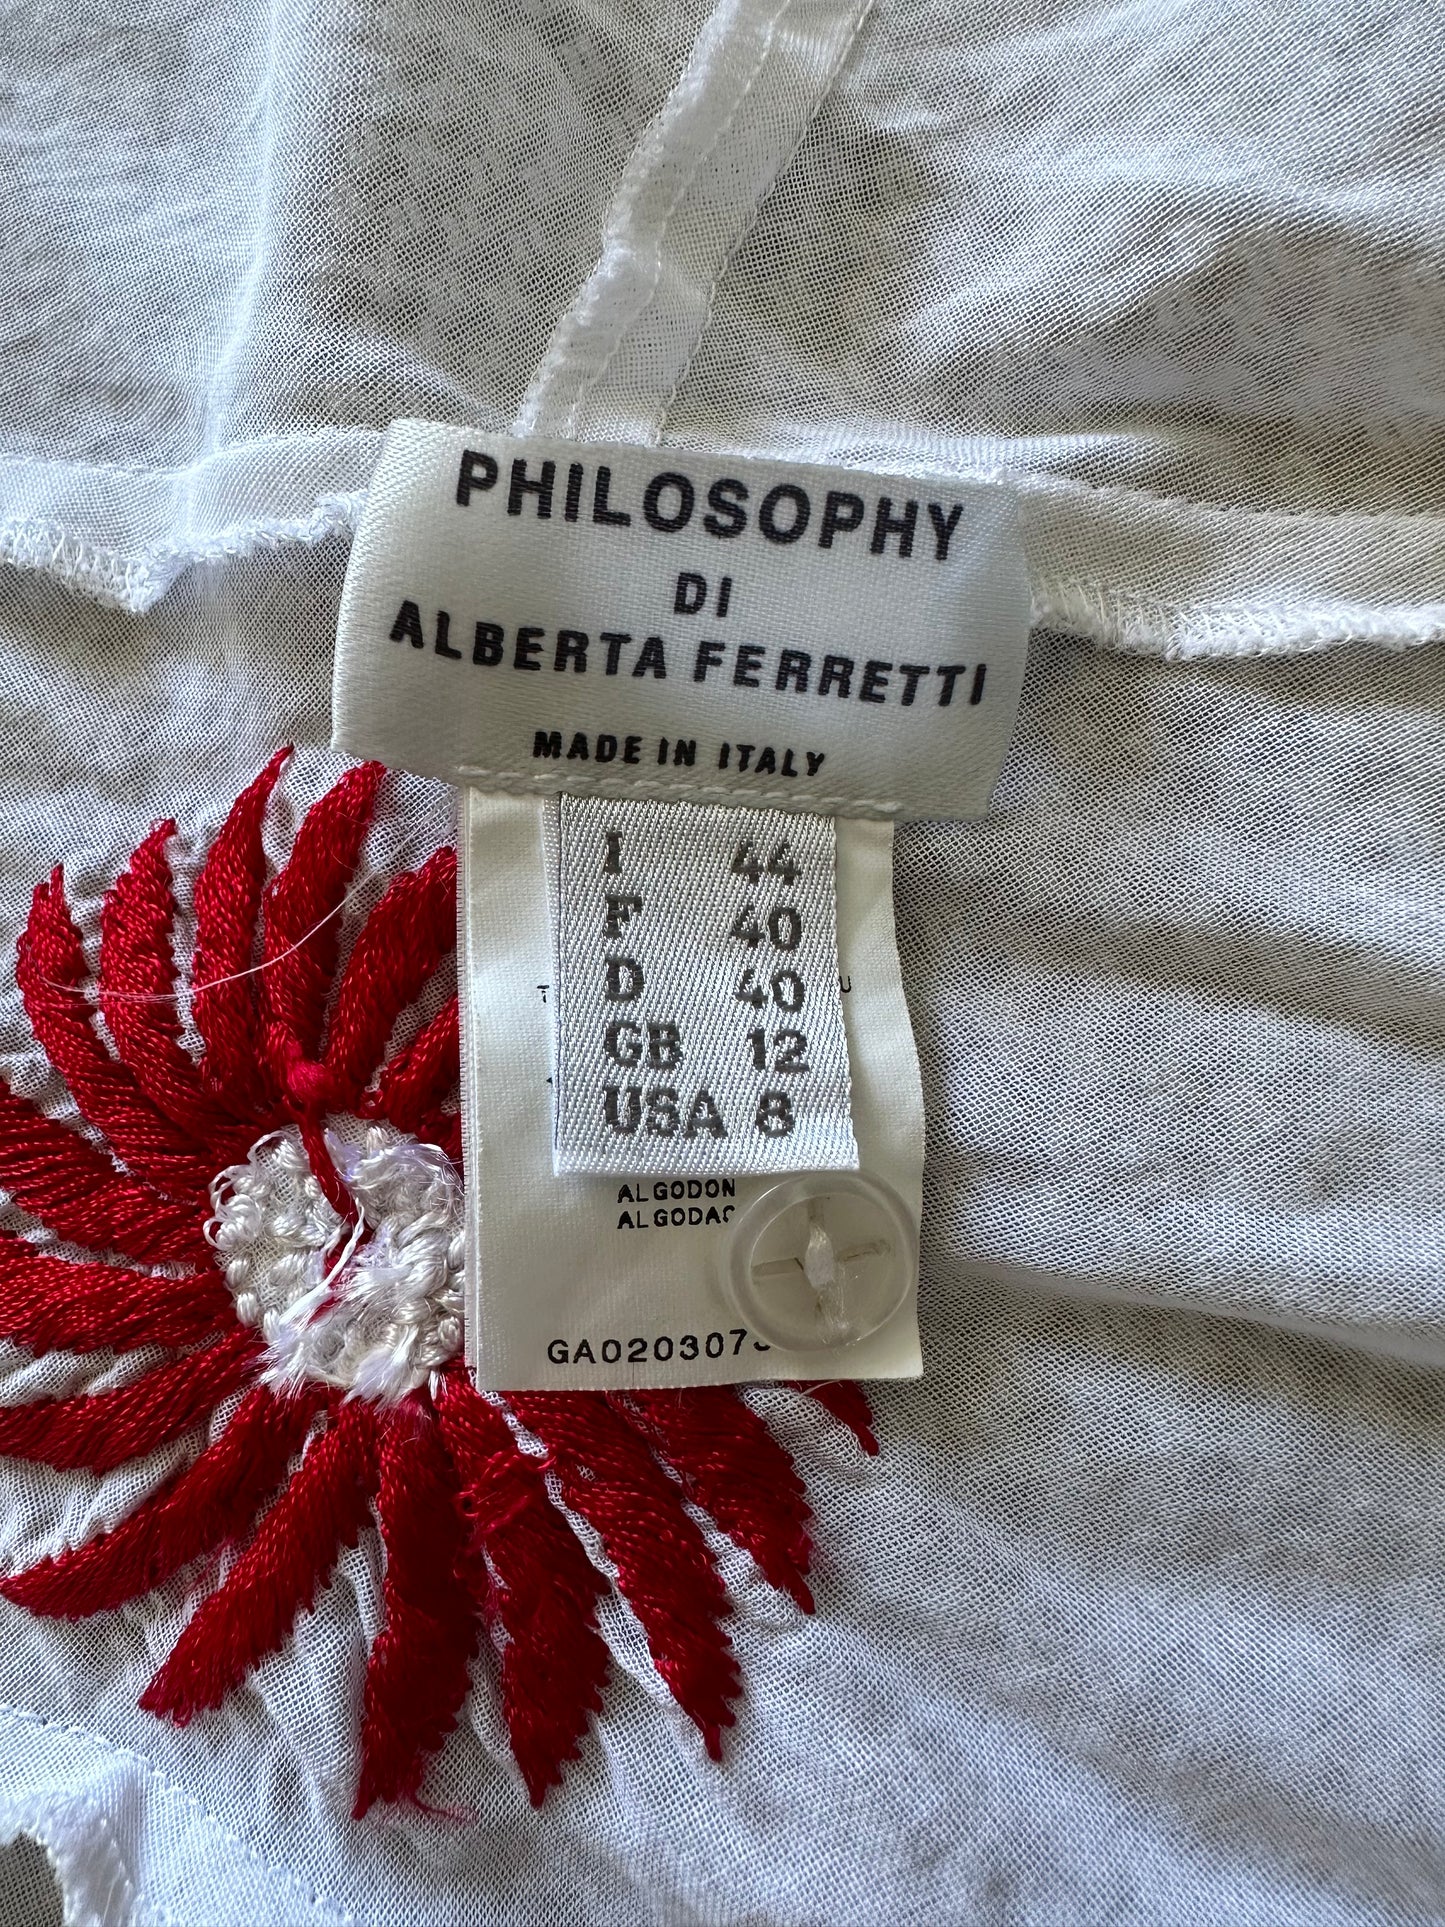 PHILOSOPHY
DI
ALBERTA FERRETTI
MADE IN ITALY
I 44
F 40
D 40
GB 12
USA 8
ALGODON